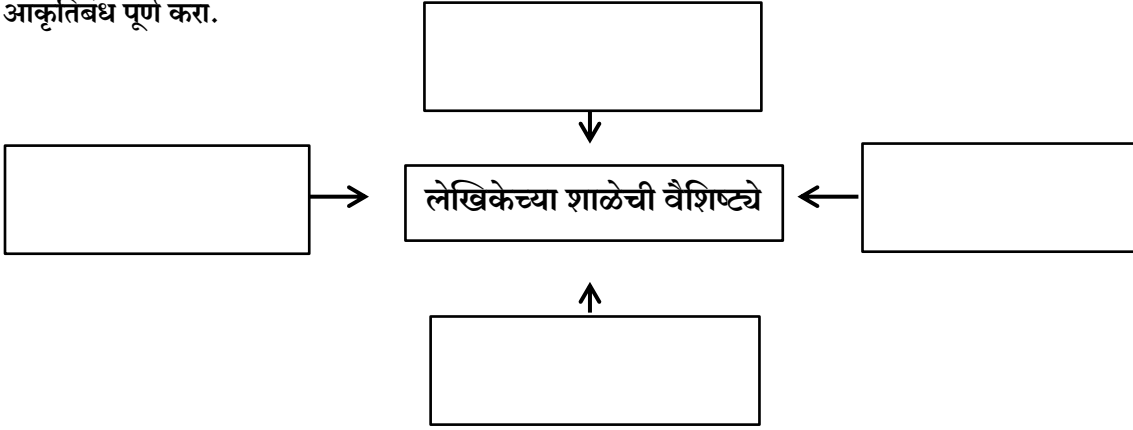 आकृतिबंध पूर्ण करा.
लेखिकेच्या शाळेची वैशिष्ट्ये